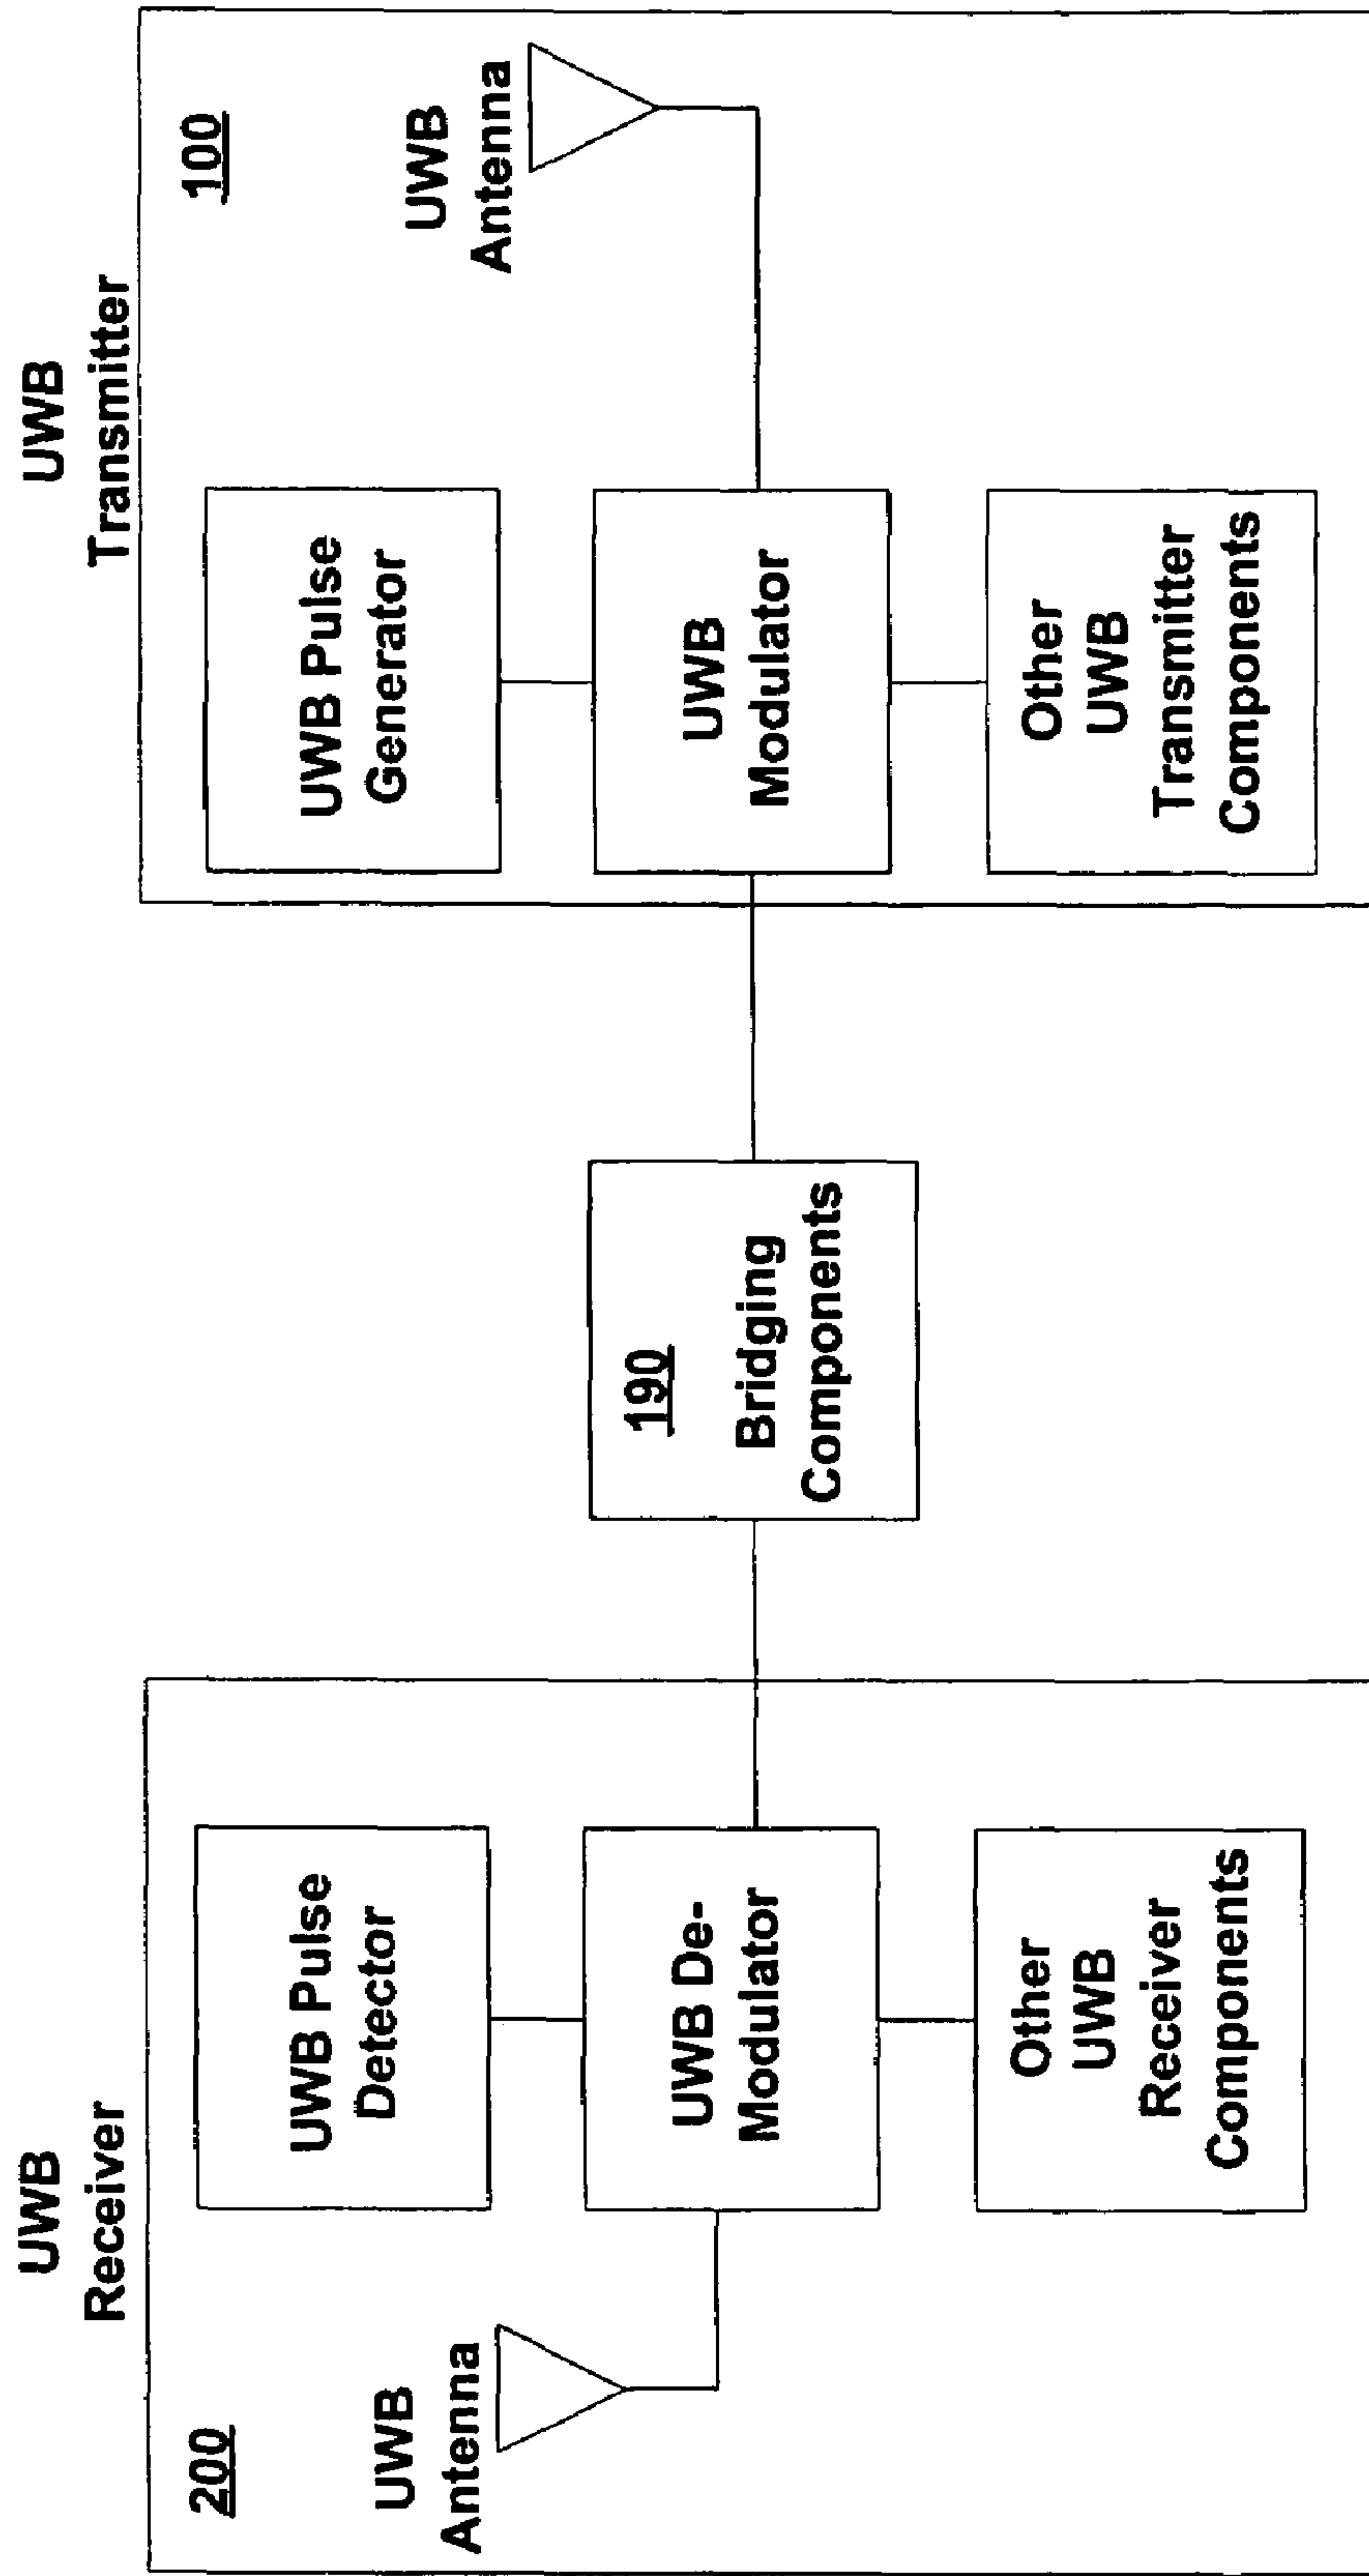 UWB
Receiver
200
UWB
Antenna
UWB Pulse
Detector
UWB De-
Modulator
Other
UWB
Receiver
Components
190
Bridging
Components
UWB
Transmitter
100
UWB Pulse
Generator
UWB
Modulator
Other
UWB
Transmitter
Components
UWB
Antenna